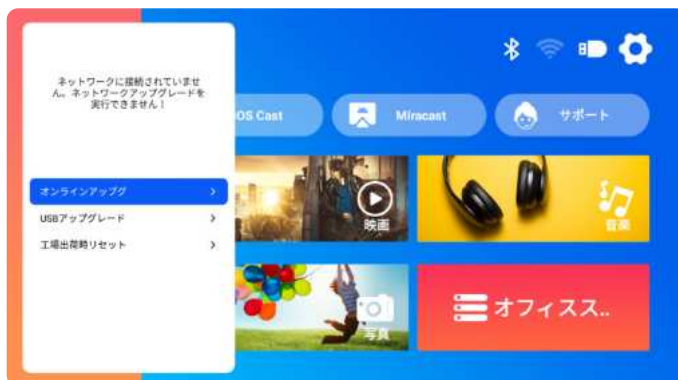 ネットワークに接続されていませ
ん。ネットワークアップグレードを
実行できません！
オンラインアップグ
USBアップグレード
工場出荷時リセット
OS Cast
Miracast
サポート
映画
音楽
写真
オフィスス..